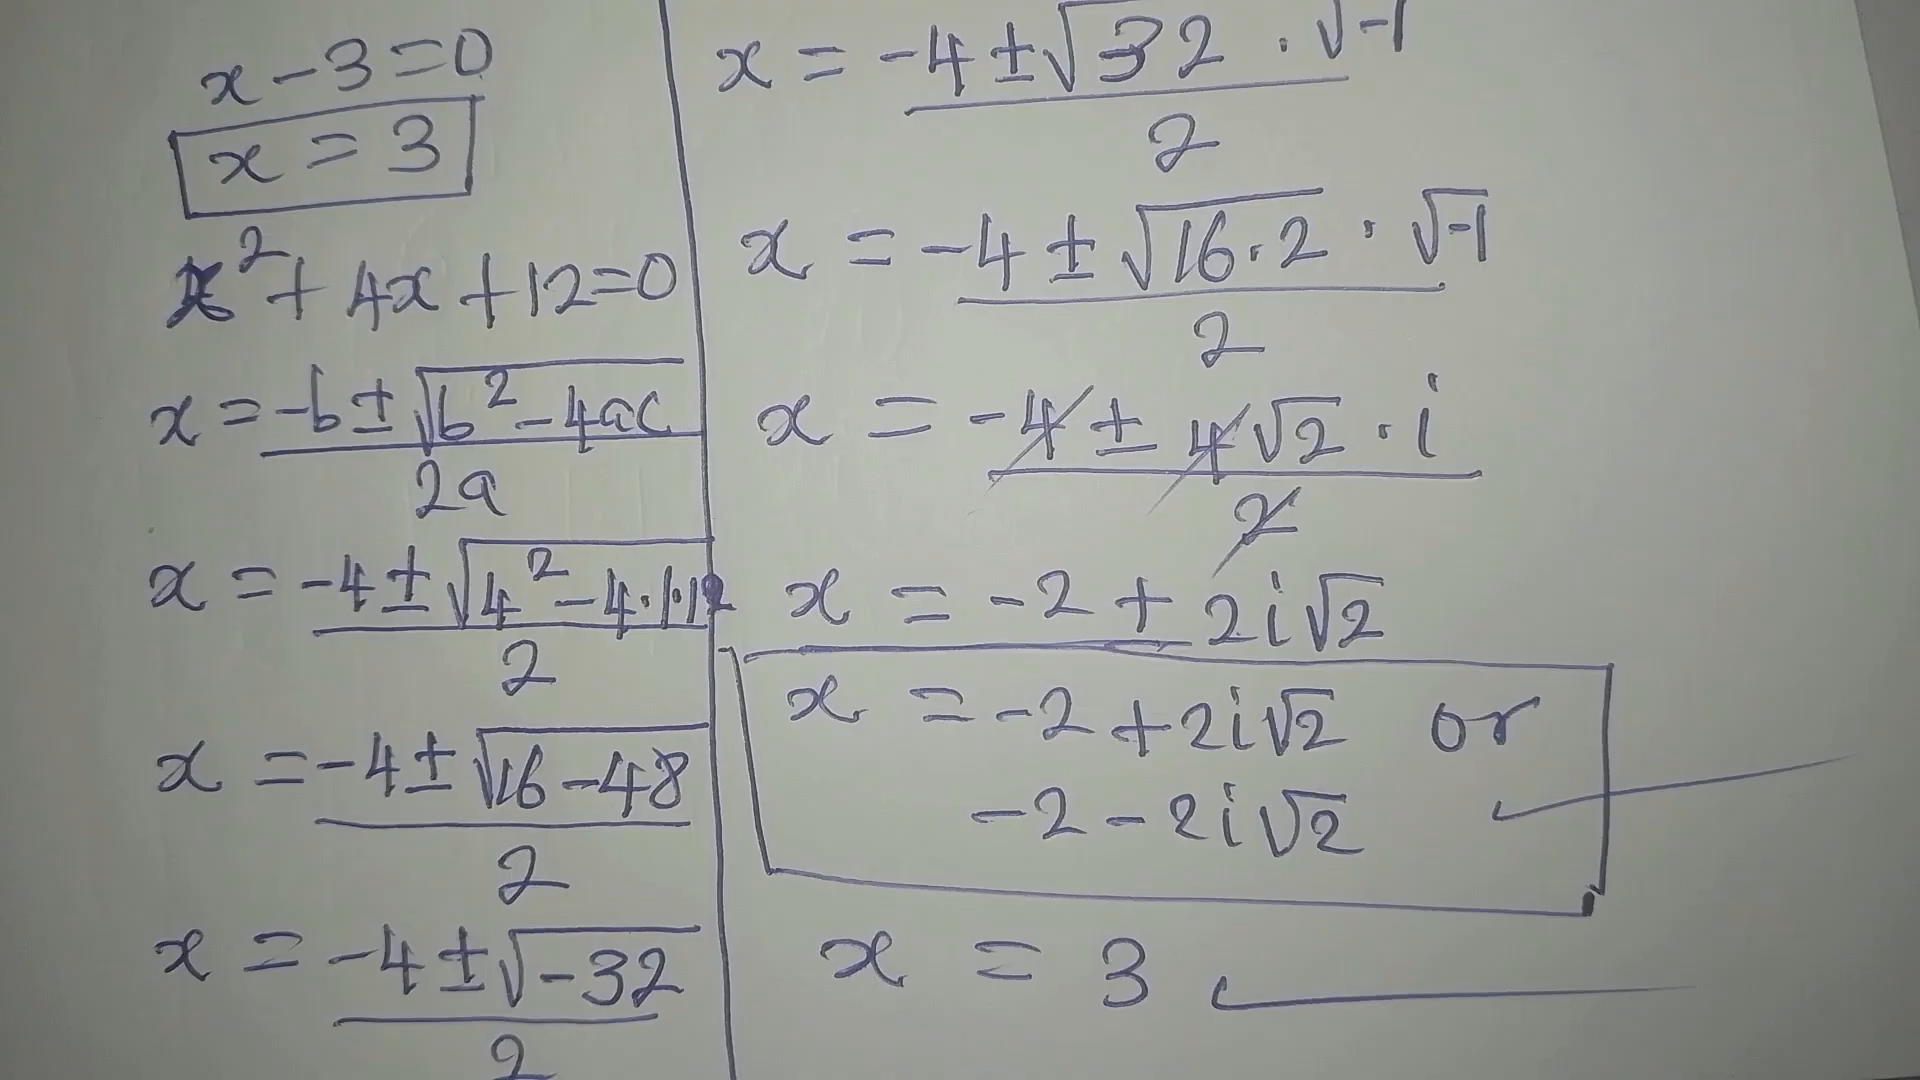 x - 3 = 0
x = 3
x² + 4x + 12 = 0
x = (-b ± √(b² - 4ac)) / 2a
x = (-4 ± √(4² - 4·1·12)) / 2
x = (-4 ± √(16 - 48)) / 2
x = (-4 ± √(-32)) / 2
x = (-4 ± √32 · √-1) / 2
x = (-4 ± √(16·2) · √-1) / 2
x = (-4 ± 4√2 · i) / 2
x = -2 ± 2i√2
x = -2 + 2i√2 or
-2 - 2i√2
x = 3